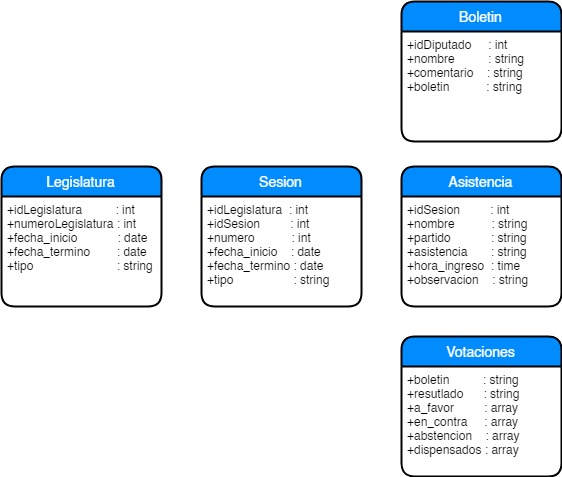 Boletin
+idDiputado : int
+nombre : string
+comentario : string
+boletin : string
Legislatura
+idLegislatura : int
+numeroLegislatura : int
+fecha_inicio : date
+fecha_termino : date
+tipo : string
Sesion
+idLegislatura : int
+idSesion : int
+numero : int
+fecha_inicio : date
+fecha_termino : date
+tipo : string
Asistencia
+idSesion : int
+nombre : string
+partido : string
+asistencia : string
+hora_ingreso : time
+observacion : string
Votaciones
+boletin : string
+resutlado : string
+a_favor : array
+en_contra : array
+abstencion : array
+dispensados : array